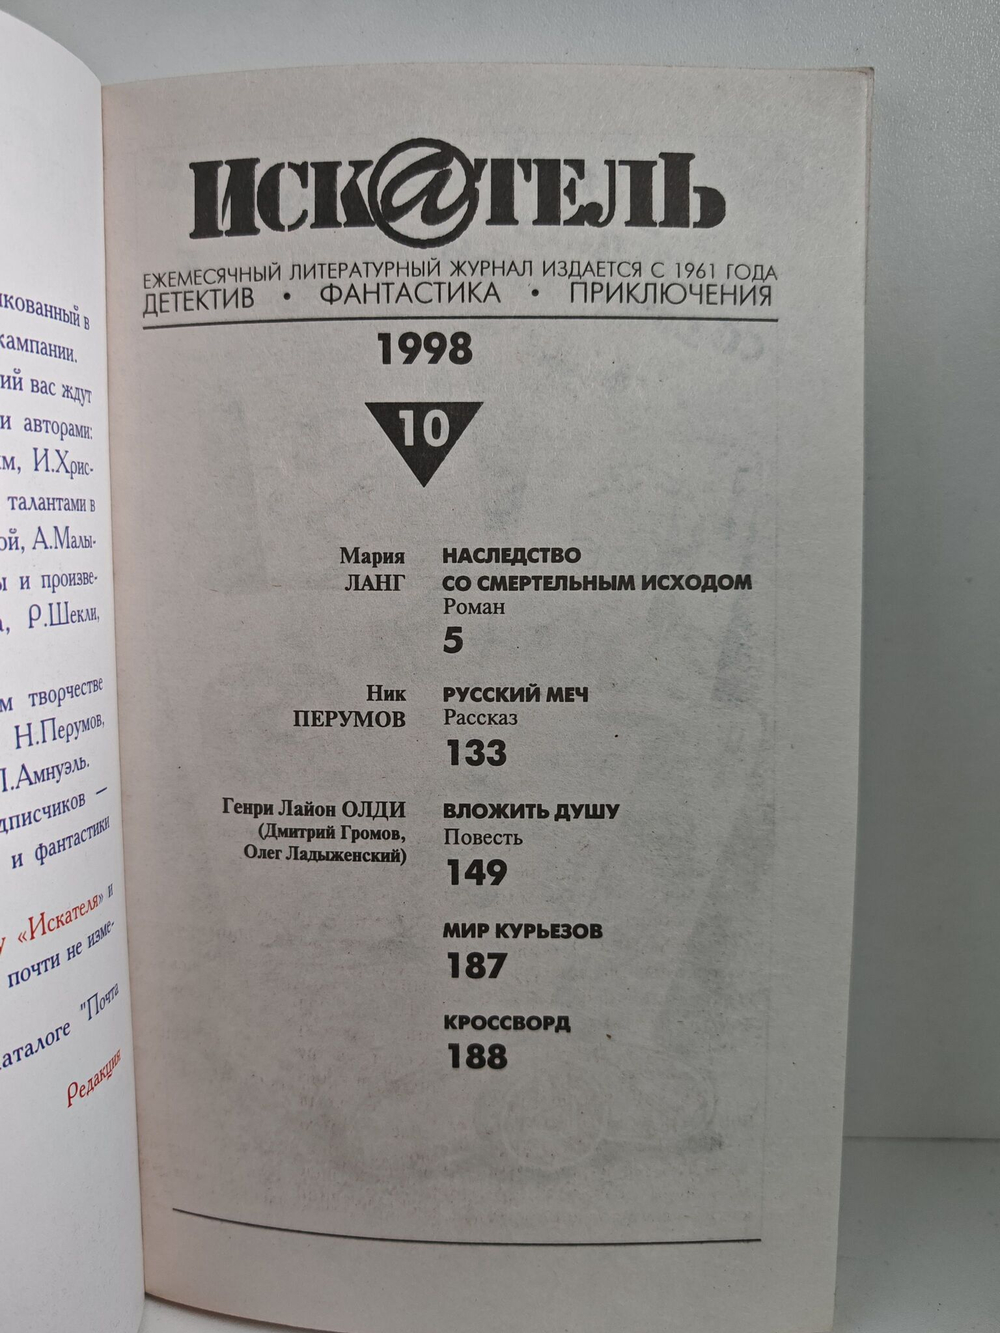 кованный в
кампании.
ий вас ждут
и авторами:
м, И.Хрис-
талантами в
ой, А.Малы-
ы и произве-
а, Р.Шекли,
м творчестве
Н.Перумов,
П.Амнуэль.
дписчиков –
и фантастики
у «Искателя» и
почти не изме-
каталоге "Почта
Редакция
ИСК@ТЕЛЬ
ЕЖЕМЕСЯЧНЫЙ ЛИТЕРАТУРНЫЙ ЖУРНАЛ ИЗДАЕТСЯ С 1961 ГОДА
ДЕТЕКТИВ • ФАНТАСТИКА • ПРИКЛЮЧЕНИЯ
1998
10
Мария НАСЛЕДСТВО
ЛАНГ СО СМЕРТЕЛЬНЫМ ИСХОДОМ
Роман
5
Ник РУССКИЙ МЕЧ
ПЕРУМОВ Рассказ
133
Генри Лайон ОЛДИ ВЛОЖИТЬ ДУШУ
(Дмитрий Громов, Повесть
Олег Ладыженский) 149
МИР КУРЬЕЗОВ
187
КРОССВОРД
188